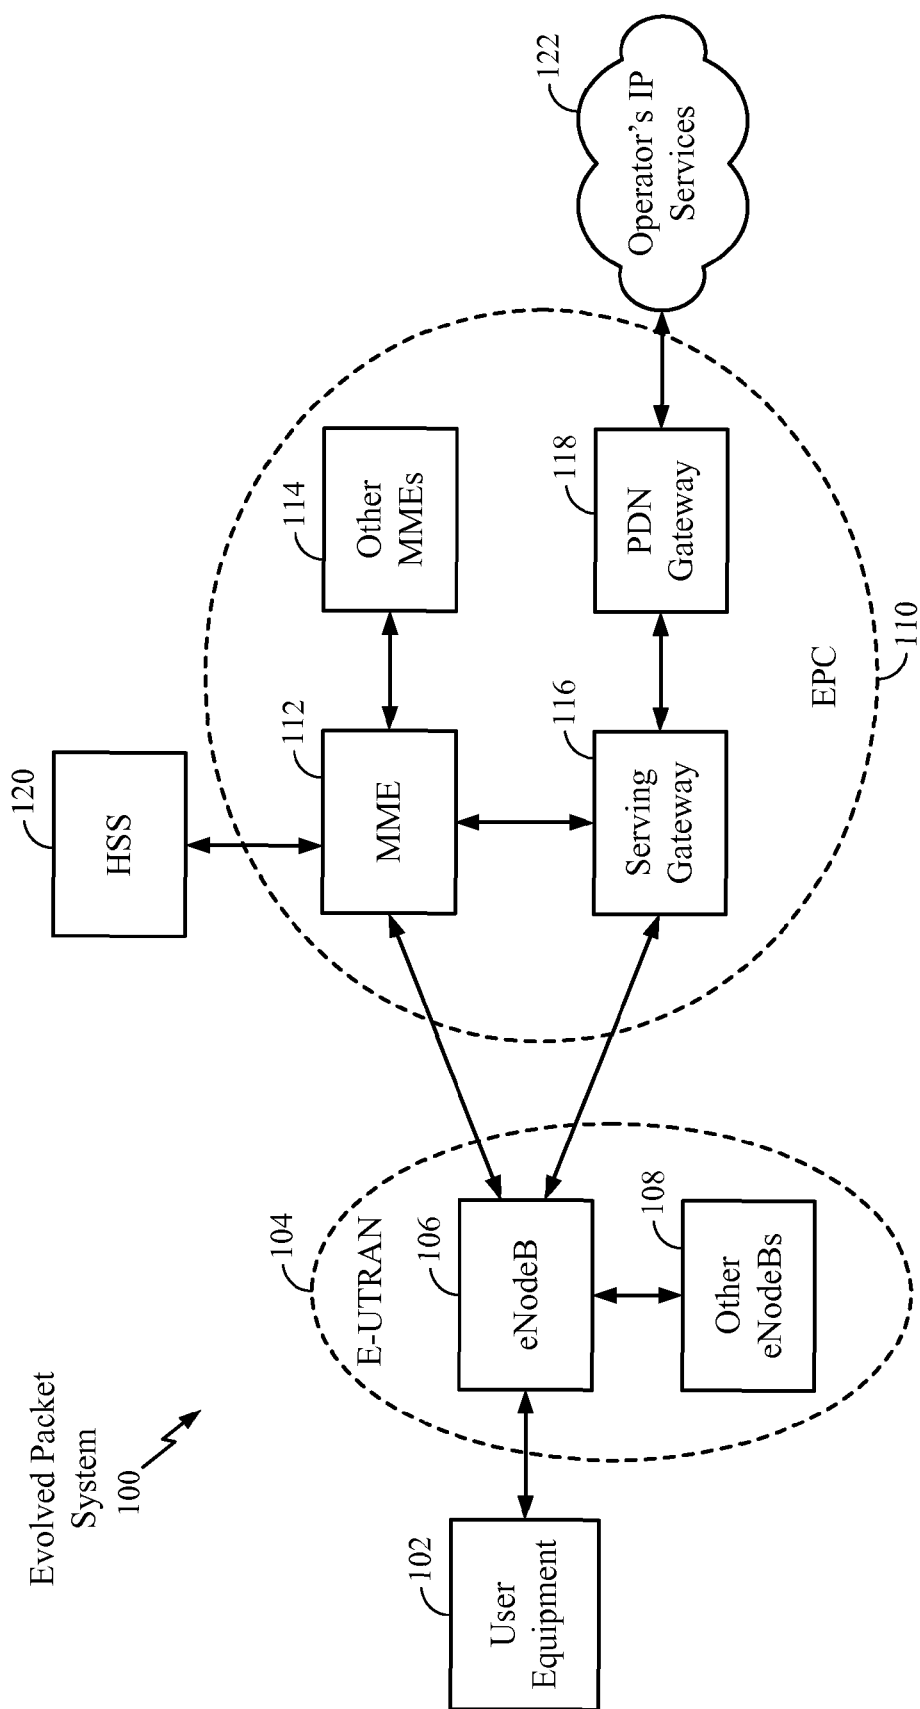 Evolved Packet
System
100
102
User
Equipment
104
E-UTRAN
106
eNodeB
108
Other
eNodeBs
120
HSS
112
MME
114
Other
MMEs
116
Serving
Gateway
118
PDN
Gateway
EPC
110
122
Operator's IP
Services